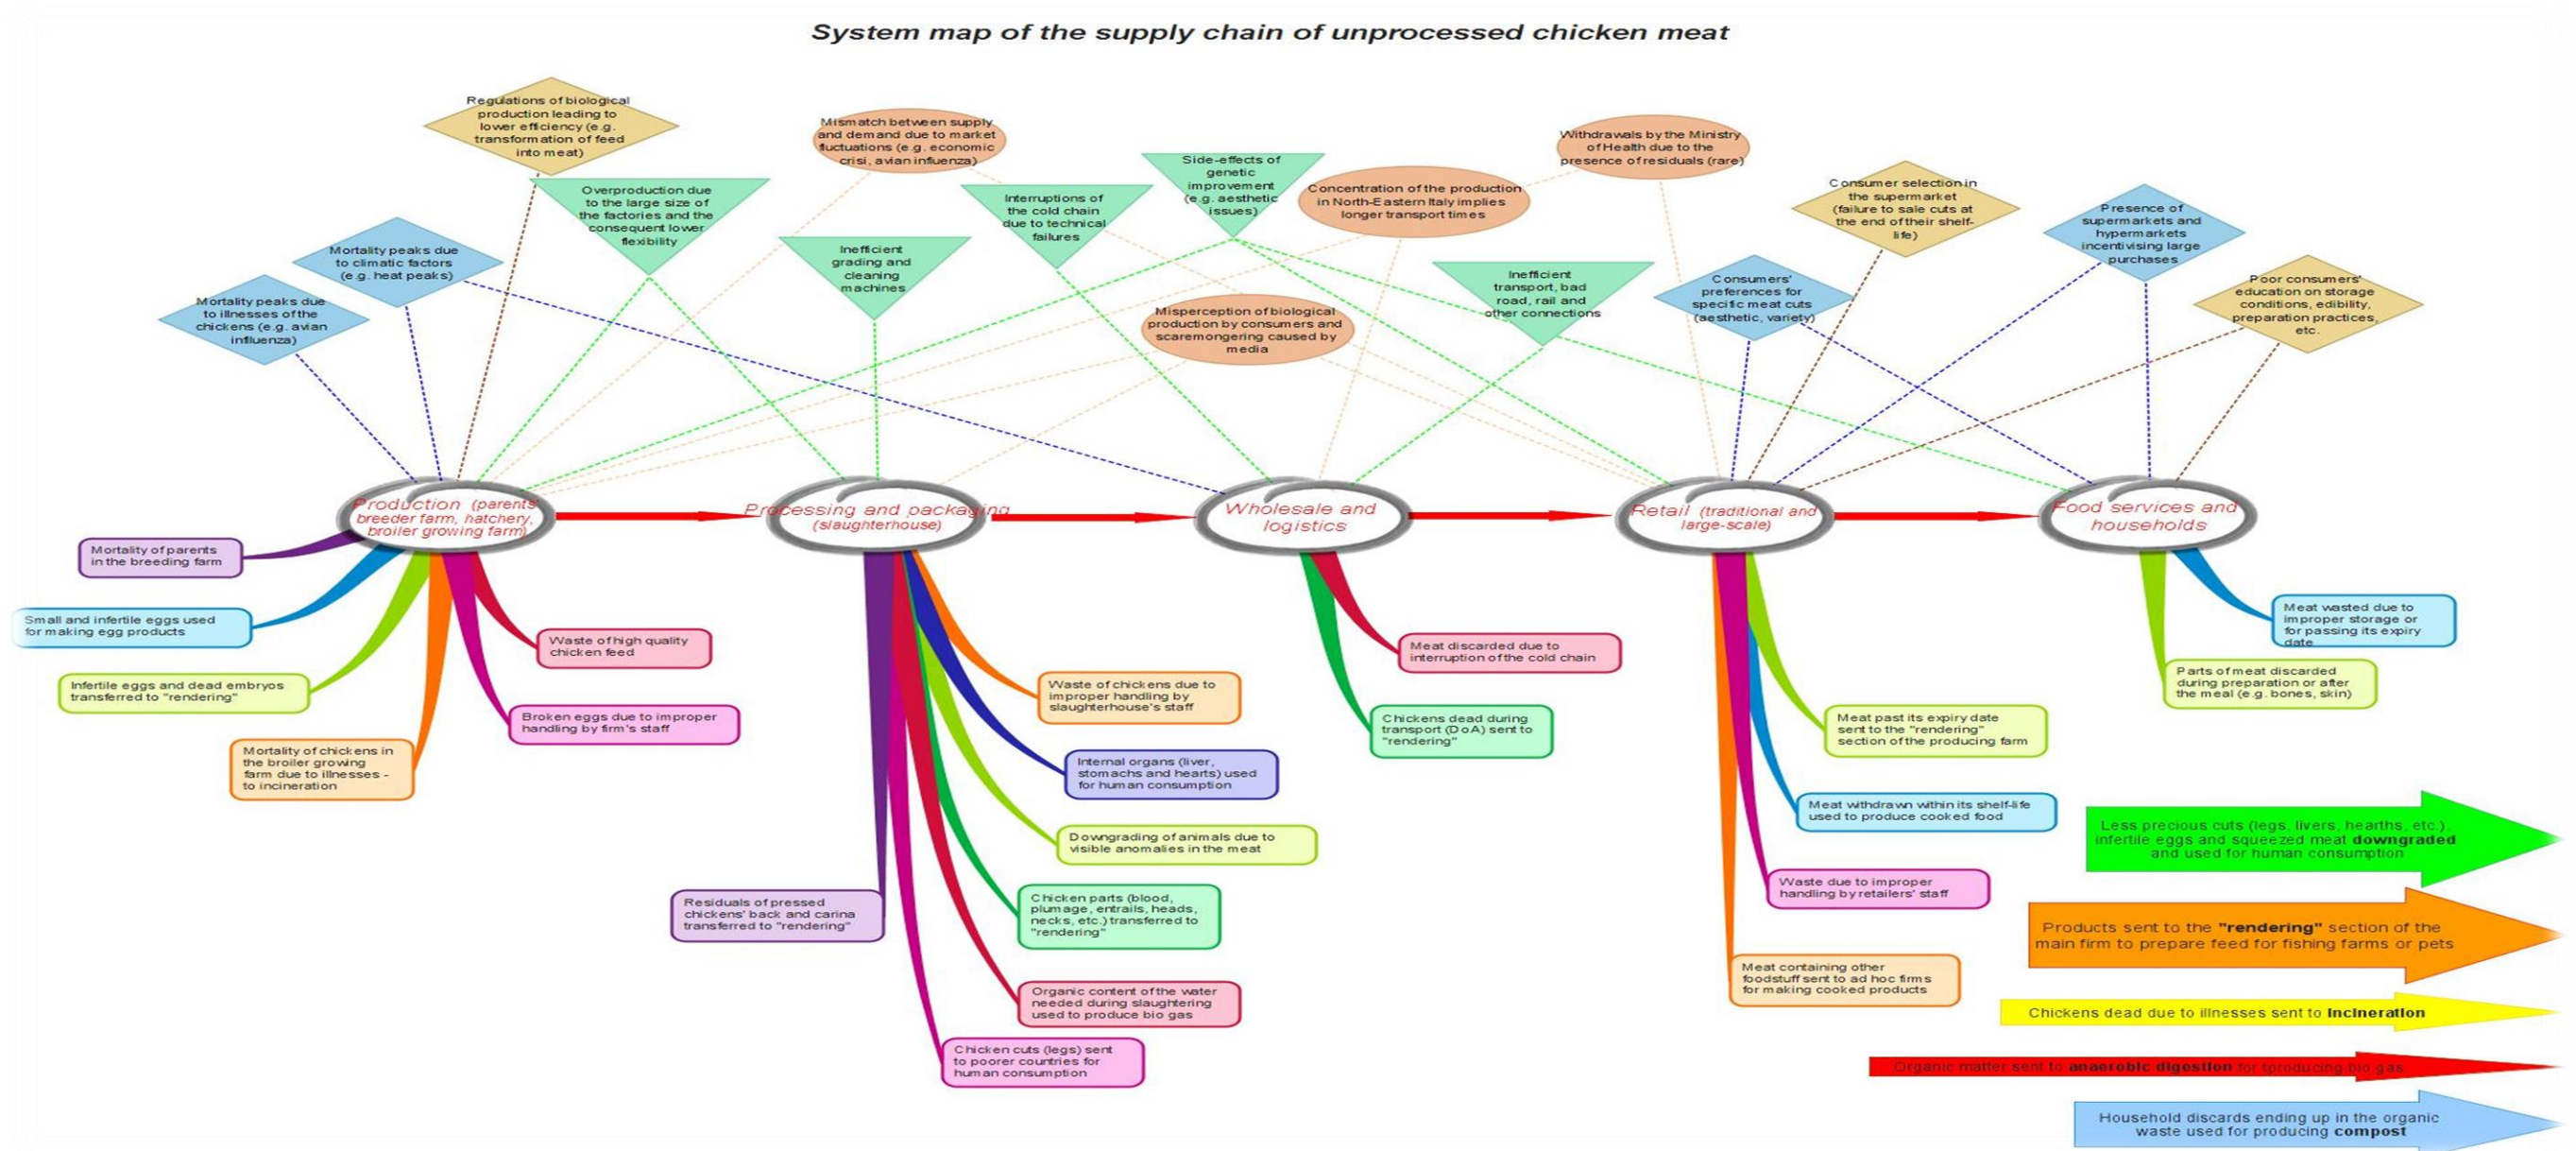 System map of the supply chain of unprocessed chicken meat
Regulations of biological
production leading to
lower efficiency (e.g.
transformation of feed
into meat)
Mismatch between supply
and demand due to market
fluctuations (e.g. economic
crisi, avian influenza)
Withdrawals by the Ministry
of Health due to the
presence of residuals (rare)
Side-effects of
genetic
improvement
(e.g. aesthetic
issues)
Overproduction due
to the large size of
the factories and the
consequent lower
flexibility
Interruptions of
the cold chain
due to technical
failures
Concentration of the production
in North-Eastern Italy implies
longer transport times
Consumer selection in
the supermarket
(failure to sale cuts at
the end of their shelf-
life)
Presence of
supermarkets and
hypermarkets
incentivising large
purchases
Mortality peaks due
to climatic factors
(e.g. heat peaks)
Inefficient
grading and
cleaning
machines
Inefficient
transport, bad
road, rail and
other connections
Consumers'
preferences for
specific meat cuts
(aesthetic, variety)
Poor consumers'
education on storage
conditions, edibility,
preparation practices,
etc.
Mortality peaks due
to illnesses of the
chickens (e.g. avian
influenza)
Misperception of biological
production by consumers and
scaremongering caused by
media
Production (parents'
breeder farm, hatchery,
broiler growing farm)
Processing and packaging
(slaughterhouse)
Wholesale and
logistics
Retail (traditional and
large-scale)
Food services and
households
Mortality of parents
in the breeding farm
Small and infertile eggs used
for making egg products
Infertile eggs and dead embryos
transferred to "rendering"
Mortality of chickens in
the broiler growing
farm due to illnesses -
to incineration
Waste of high quality
chicken feed
Broken eggs due to improper
handling by firm's staff
Waste of chickens due to
improper handling by
slaughterhouse's staff
Internal organs (liver,
stomachs and hearts) used
for human consumption
Downgrading of animals due to
visible anomalies in the meat
Residuals of pressed
chickens' back and carina
transferred to "rendering"
Chicken parts (blood,
plumage, entrails, heads,
necks, etc.) transferred to
"rendering"
Organic content of the water
needed during slaughtering
used to produce bio gas
Chicken cuts (legs) sent
to poorer countries for
human consumption
Meat discarded due to
interruption of the cold chain
Chickens dead during
transport (DoA) sent to
"rendering"
Meat past its expiry date
sent to the "rendering"
section of the producing farm
Meat withdrawn within its shelf-life
used to produce cooked food
Waste due to improper
handling by retailers' staff
Meat containing other
foodstuff sent to ad hoc firms
for making cooked products
Meat wasted due to
improper storage or
for passing its expiry
date
Parts of meat discarded
during preparation or after
the meal (e.g. bones, skin)
Less precious cuts (legs, livers, hearths, etc.),
infertile eggs and squeezed meat downgraded
and used for human consumption
Products sent to the "rendering" section of the
main firm to prepare feed for fishing farms or pets
Chickens dead due to illnesses sent to incineration
Organic matter sent to anaerobic digestion for tproducing bio gas
Household discards ending up in the organic
waste used for producing compost